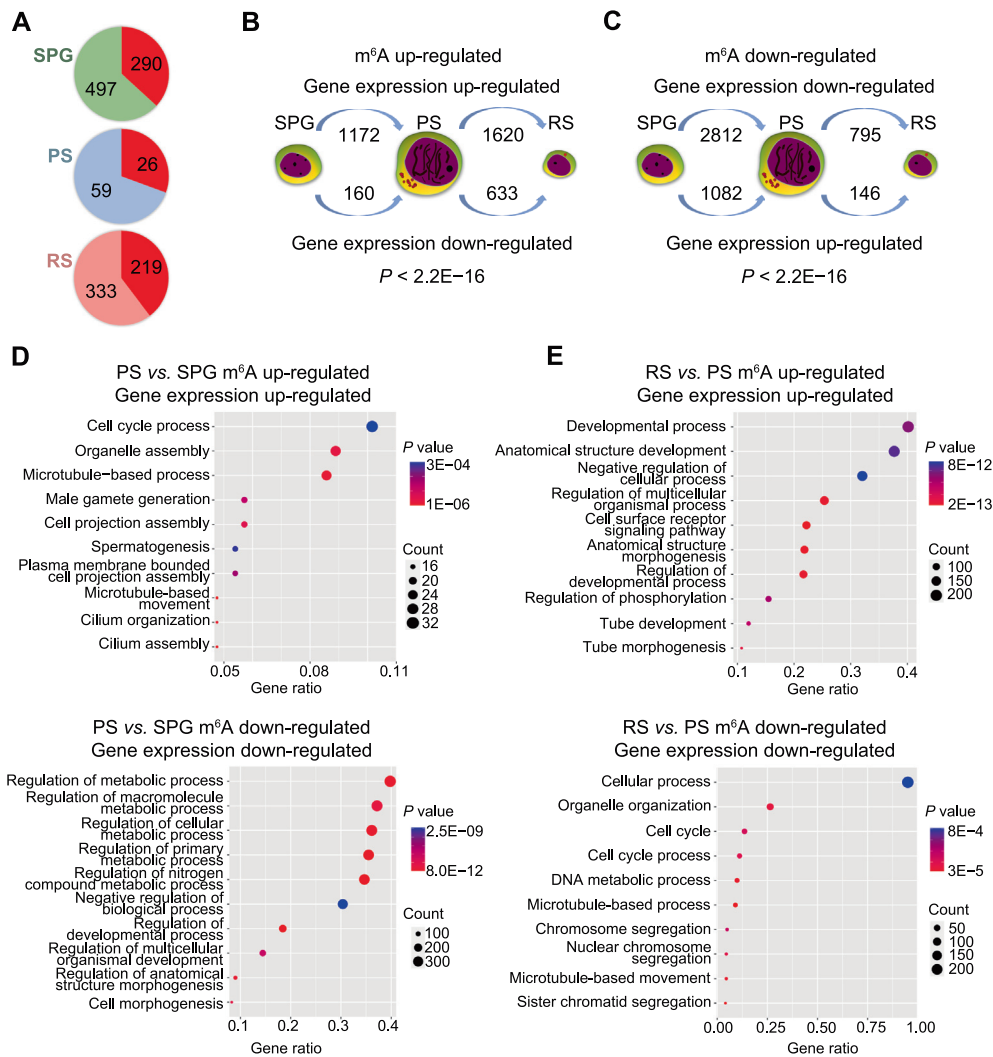 A
SPG
290
497
PS
26
59
RS
219
333
B
m⁶A up-regulated
Gene expression up-regulated
SPG
PS
RS
1172
1620
160
633
Gene expression down-regulated
P < 2.2E−16
C
m⁶A down-regulated
Gene expression down-regulated
SPG
PS
RS
2812
795
1082
146
Gene expression up-regulated
P < 2.2E−16
D
PS vs. SPG m⁶A up-regulated
Gene expression up-regulated
Cell cycle process
Organelle assembly
Microtubule-based process
Male gamete generation
Cell projection assembly
Spermatogenesis
Plasma membrane bounded
cell projection assembly
Microtubule-based
movement
Cilium organization
Cilium assembly
0.05
0.08
0.11
Gene ratio
P value
3E−04
1E−06
Count
16
20
24
28
32
PS vs. SPG m⁶A down-regulated
Gene expression down-regulated
Regulation of metabolic process
Regulation of macromolecule
metabolic process
Regulation of cellular
metabolic process
Regulation of primary
metabolic process
Regulation of nitrogen
compound metabolic process
Negative regulation of
biological process
Regulation of
developmental process
Regulation of multicellular
organismal development
Regulation of anatomical
structure morphogenesis
Cell morphogenesis
0.1
0.2
0.3
0.4
Gene ratio
P value
2.5E−09
8.0E−12
Count
100
200
300
E
RS vs. PS m⁶A up-regulated
Gene expression up-regulated
Developmental process
Anatomical structure development
Negative regulation of
cellular process
Regulation of multicellular
organismal process
Cell surface receptor
signaling pathway
Anatomical structure
morphogenesis
Regulation of
developmental process
Regulation of phosphorylation
Tube development
Tube morphogenesis
0.1
0.2
0.3
0.4
Gene ratio
P value
8E−12
2E−13
Count
100
150
200
RS vs. PS m⁶A down-regulated
Gene expression down-regulated
Cellular process
Organelle organization
Cell cycle
Cell cycle process
DNA metabolic process
Microtubule-based process
Chromosome segregation
Nuclear chromosome
segregation
Microtubule-based movement
Sister chromatid segregation
0.00
0.25
0.50
0.75
1.00
Gene ratio
P value
8E−4
3E−5
Count
50
100
150
200